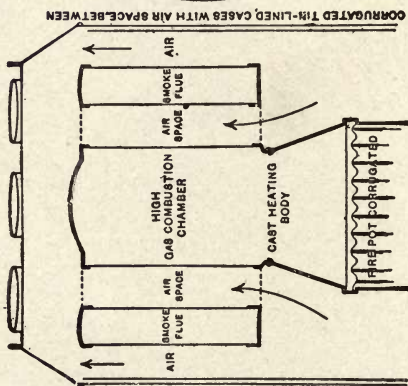 CORRUGATED TIN-LINED, CASES WITH AIR SPACE-BETWEEN
AIR
SMOKE
FLUE
AIR
SPACE
HIGH
GAS COMBUSTION
CHAMBER
CAST HEATING
BODY
FIRE POT CORRUGATED
AIR
SPACE
SMOKE
FLUE
AIR